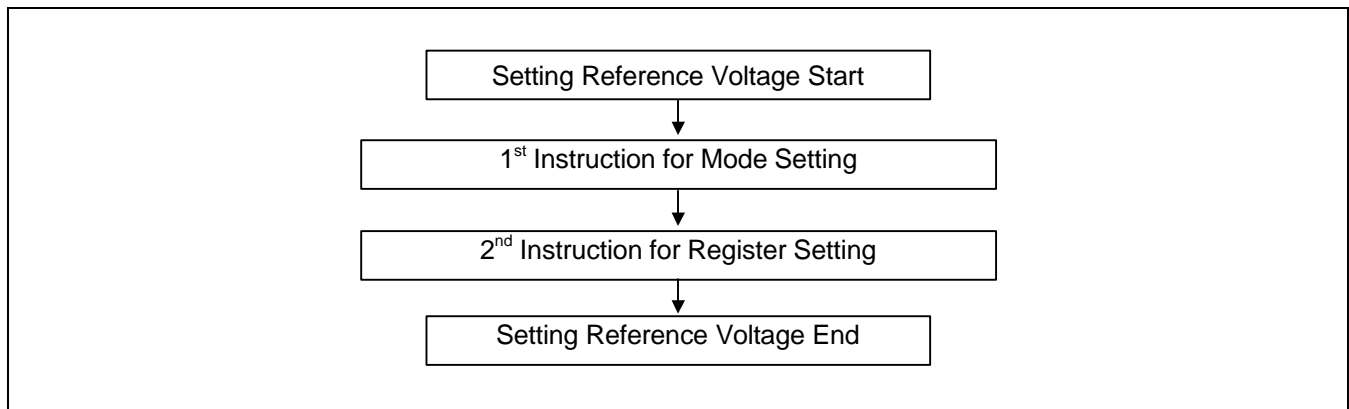 Setting Reference Voltage Start
1st Instruction for Mode Setting
2nd Instruction for Register Setting
Setting Reference Voltage End